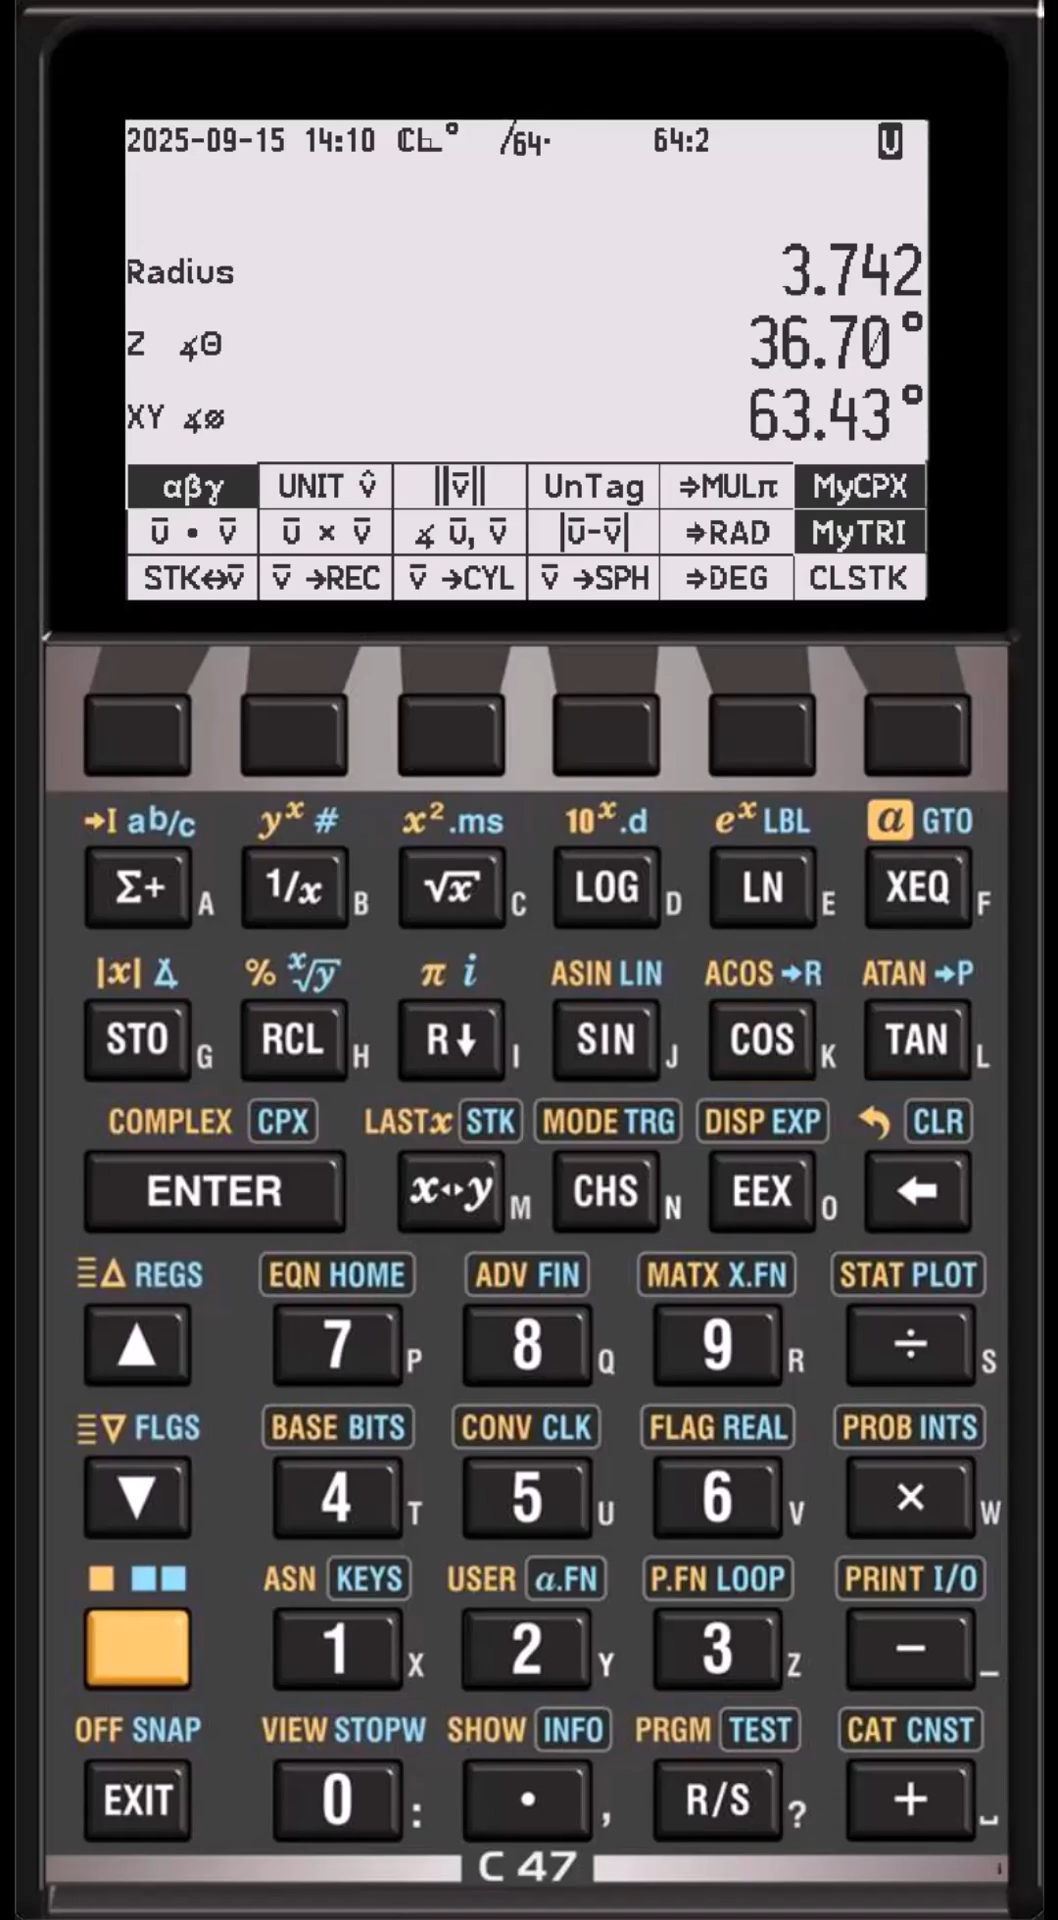 2025-09-15 14:10 ℂ∟° /64· 64:2 U
Radius 3.742
Z ∡Θ 36.70°
XY ∡ø 63.43°
αβγ UNIT v̂ ||v̅|| UnTag ⇒MULπ MyCPX
u̅ • v̅ u̅ × v̅ ∡ u̅, v̅ |u̅-v̅| ⇒RAD MyTRI
STK⇔v̅ v̅ →REC v̅ →CYL v̅ →SPH ⇒DEG CLSTK
→I ab/c yˣ # x² .ms 10ˣ .d eˣ LBL α GTO
Σ+ A 1/x B √x C LOG D LN E XEQ F
|x| ∡ % ˣ√y π i ASIN LIN ACOS →R ATAN →P
STO G RCL H R↓ I SIN J COS K TAN L
COMPLEX CPX LASTx STK MODE TRG DISP EXP ↶ CLR
ENTER x↔y M CHS N EEX O ←
≡△ REGS EQN HOME ADV FIN MATX X.FN STAT PLOT
▲ 7 P 8 Q 9 R ÷ S
≡▽ FLGS BASE BITS CONV CLK FLAG REAL PROB INTS
▼ 4 T 5 U 6 V × W
ASN KEYS USER α.FN P.FN LOOP PRINT I/O
1 X 2 Y 3 Z − _
OFF SNAP VIEW STOPW SHOW INFO PRGM TEST CAT CNST
EXIT 0 : • , R/S ? + ␣
C 47